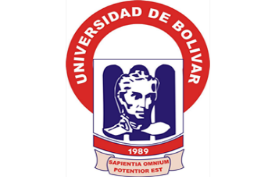 UNIVERSIDAD DE BOLIVAR
1989
SAPIENTIA OMNIUM
POTENTIOR EST